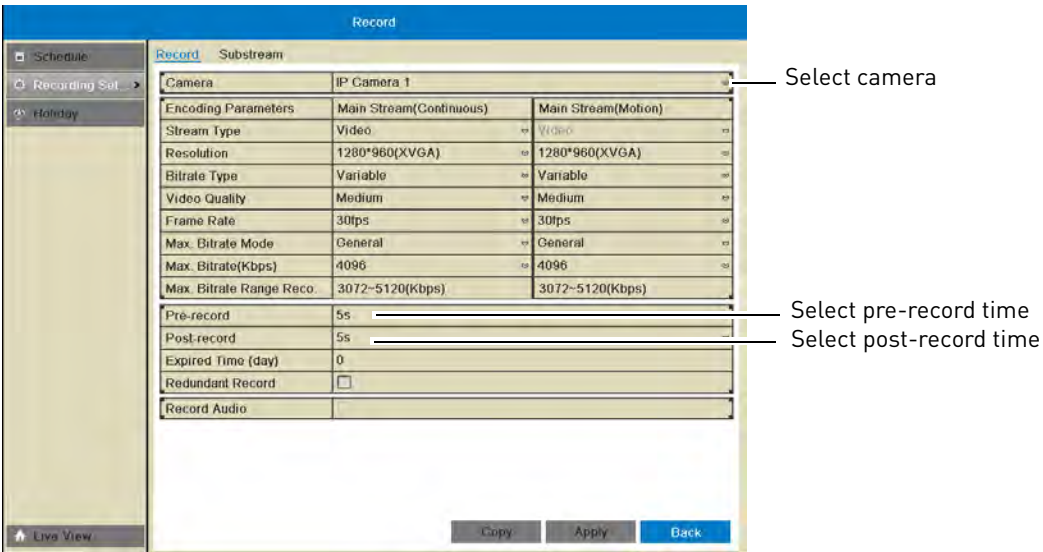 Record
Schedule
Recording Set...
Holiday
Live View
Record Substream
Camera IP Camera 1
Encoding Parameters Main Stream(Continuous) Main Stream(Motion)
Stream Type Video Video
Resolution 1280*960(XVGA) 1280*960(XVGA)
Bitrate Type Variable Variable
Video Quality Medium Medium
Frame Rate 30fps 30fps
Max. Bitrate Mode General General
Max. Bitrate(Kbps) 4096 4096
Max. Bitrate Range Reco. 3072~5120(Kbps) 3072~5120(Kbps)
Pre-record 5s
Post-record 5s
Expired Time (day) 0
Redundant Record
Record Audio
Copy Apply Back
Select camera
Select pre-record time
Select post-record time